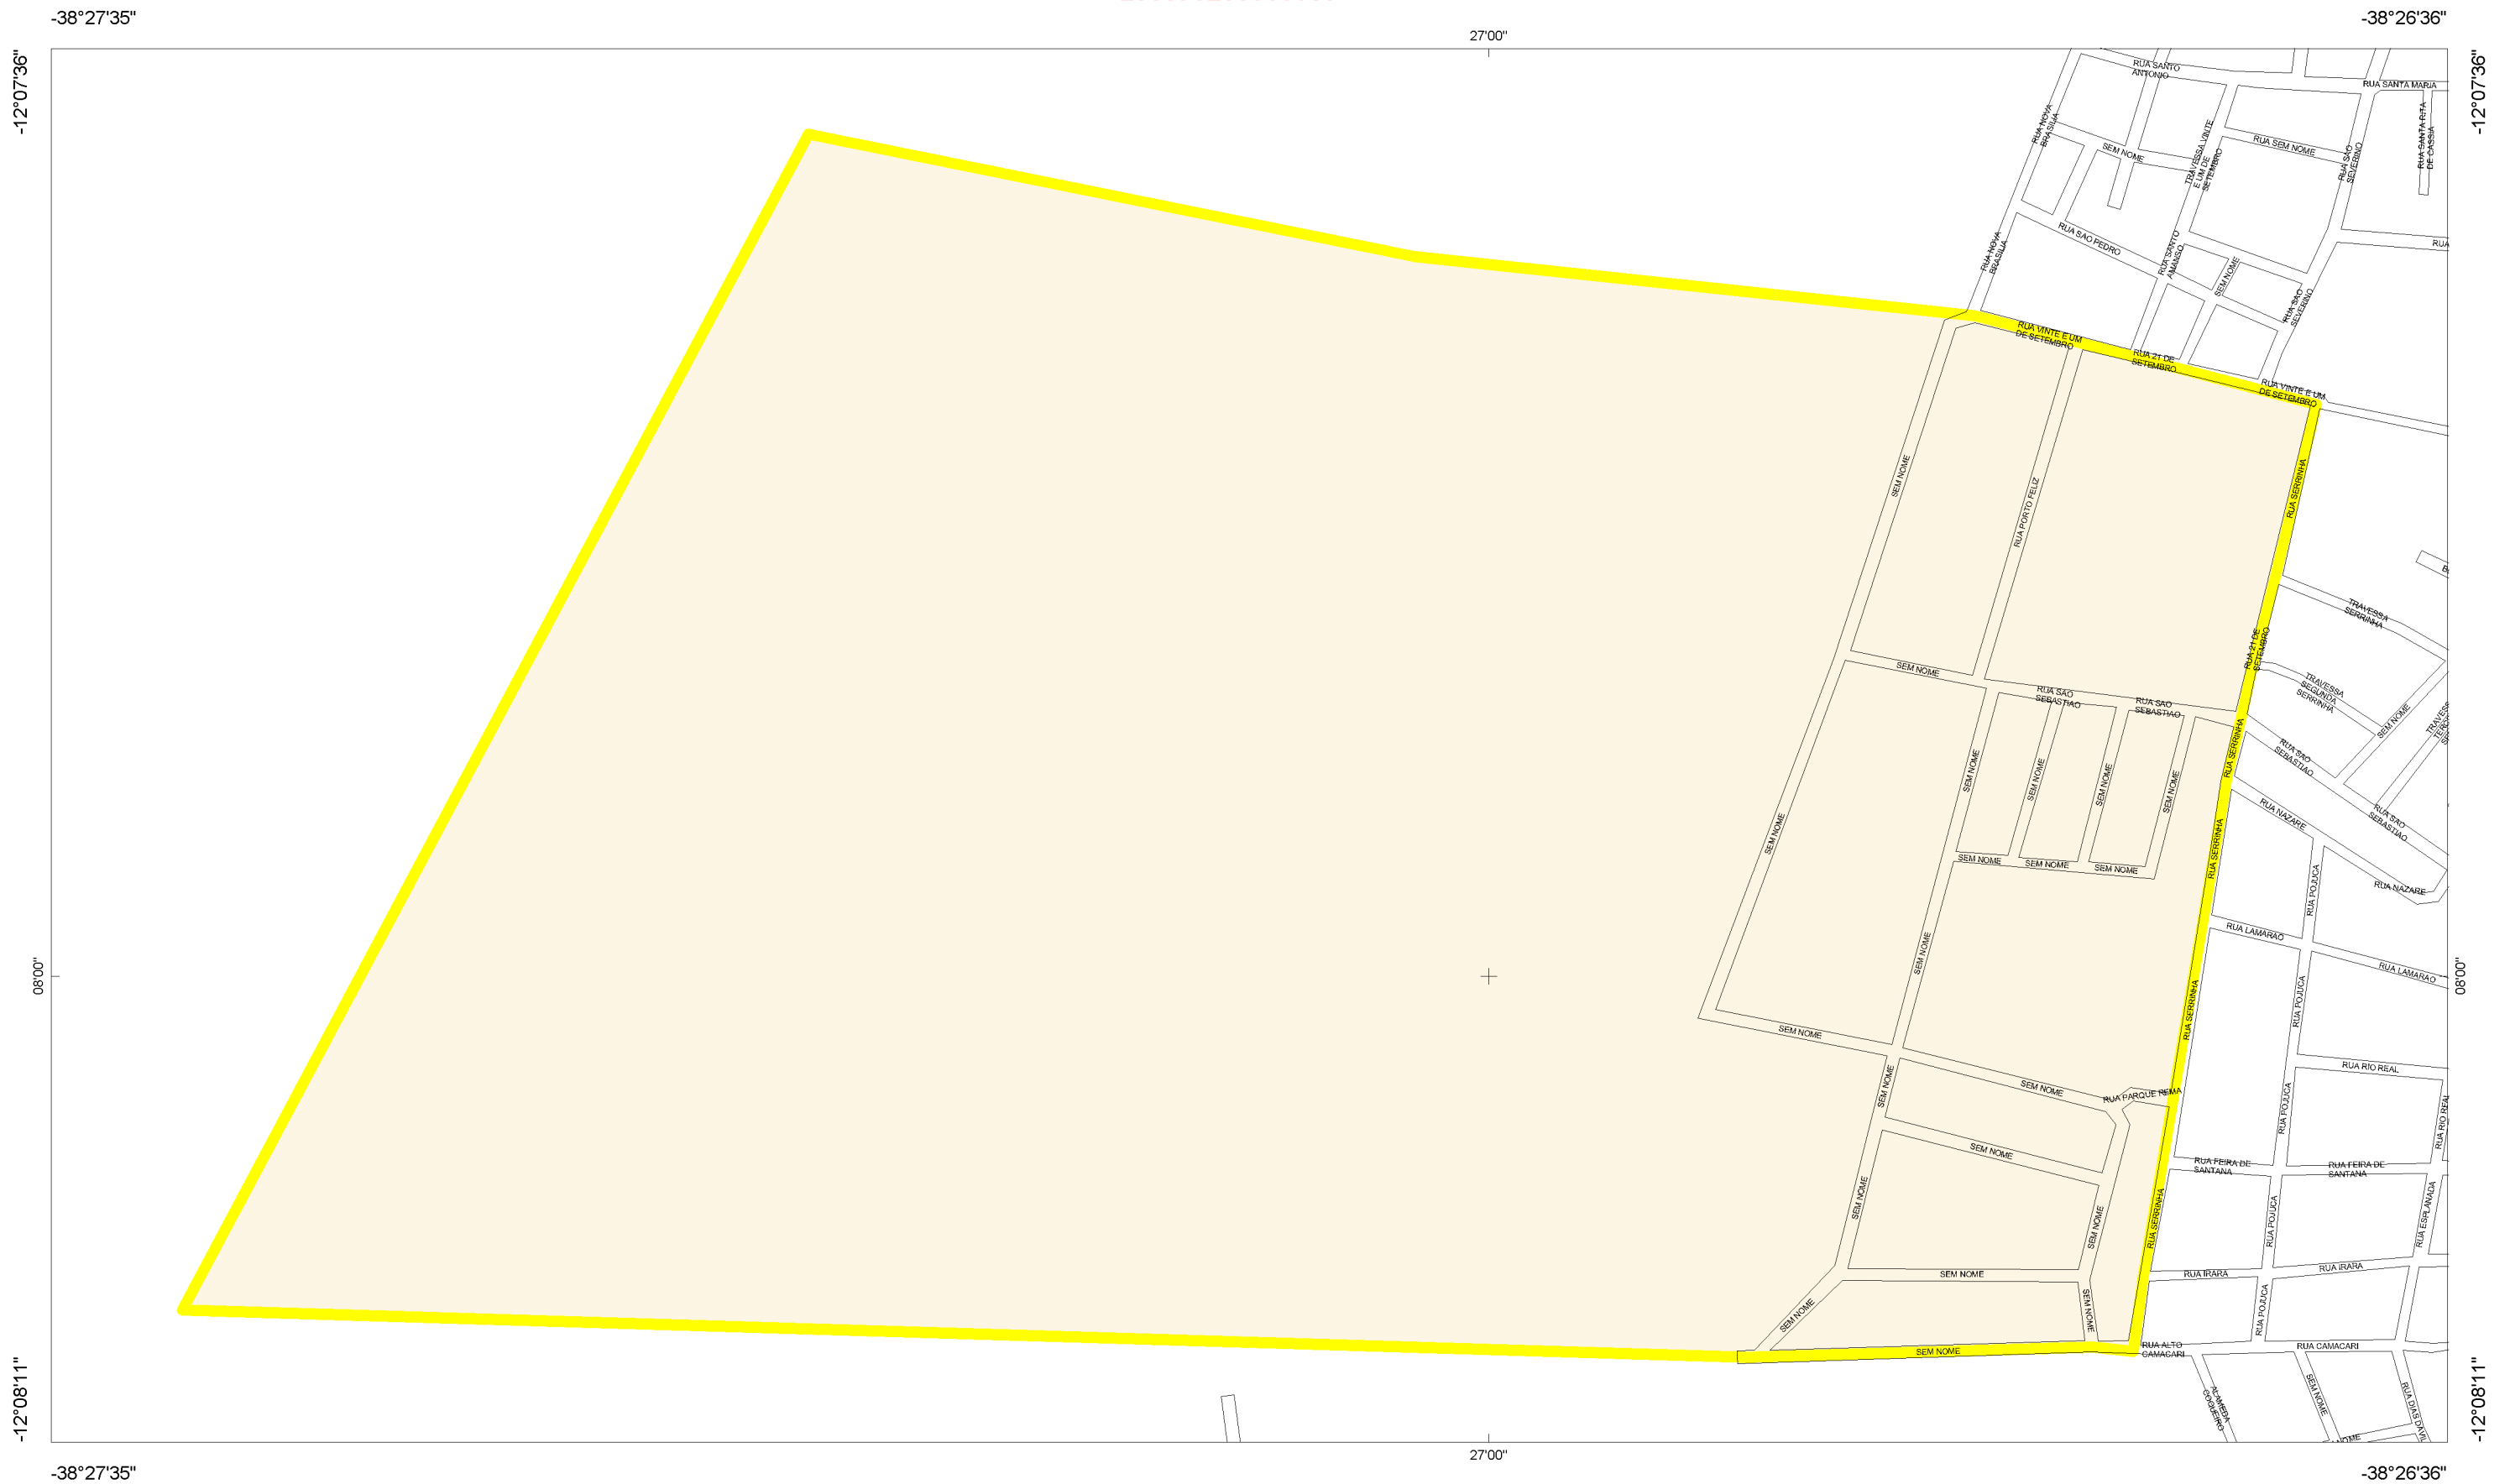 -38°27'35"
-38°26'36"
27'00"
-12°07'36"
-12°07'36"
RUA SANTO
ANTONIO
RUA SANTA MARIA
RUA NOVA
BRASILIA
SEM NOME
TRAVESSA VINTE
E UM DE
SETEMBRO
RUA SEM NOME
RUA SAO
SEVERINO
RUA SANTA RITA
DE CASSIA
RUA NOVA
BRASILIA
RUA SAO PEDRO
RUA SANTO
AMANSO
SEM NOME
RUA SAO
SEVERINO
RUA
RUA VINTE E UM
DE SETEMBRO
RUA 21 DE
SETEMBRO
RUA VINTE E UM
DE SETEMBRO
SEM NOME
RUA PORTO FELIZ
RUA SERRINHA
TRAVESSA
SERRINHA
RUA 21 DE
SETEMBRO
SEM NOME
RUA SAO
SEBASTIAO
RUA SAO
SEBASTIAO
TRAVESSA
SEGUNDA
SERRINHA
SEM NOME
RUA SERRINHA
RUA SAO
SEBASTIAO
SEM NOME
SEM NOME
SEM NOME
SEM NOME
SEM NOME
RUA NAZARE
RUA SAO
SEBASTIAO
RUA SERRINHA
SEM NOME
SEM NOME
SEM NOME
RUA POJUCA
RUA NAZARE
SEM NOME
RUA LAMARAO
RUA LAMARAO
08'00"
08'00"
RUA SERRINHA
RUA POJUCA
SEM NOME
SEM NOME
SEM NOME
RUA PARQUE REMA
RUA RIO REAL
RUA POJUCA
RUA RIO REAL
SEM NOME
RUA FEIRA DE
SANTANA
RUA FEIRA DE
SANTANA
SEM NOME
SEM NOME
RUA SERRINHA
RUA POJUCA
RUA ESPLANADA
SEM NOME
RUA IRARA
RUA IRARA
SEM NOME
SEM NOME
RUA POJUCA
SEM NOME
RUA ALTO
CAMACARI
RUA CAMACARI
ALAMEDA
COQUEIRO
SEM NOME
RUA DIAS DAVIL
-12°08'11"
-12°08'11"
27'00"
-38°27'35"
-38°26'36"